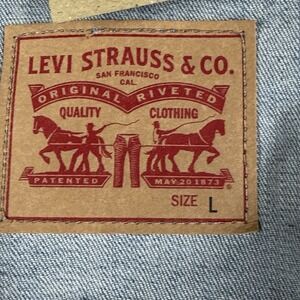 LEVI STRAUSS & CO.
SAN FRANCISCO
CAL.
ORIGINAL RIVETED
QUALITY CLOTHING
PATENTED MAY 20 1873
®
SIZE L